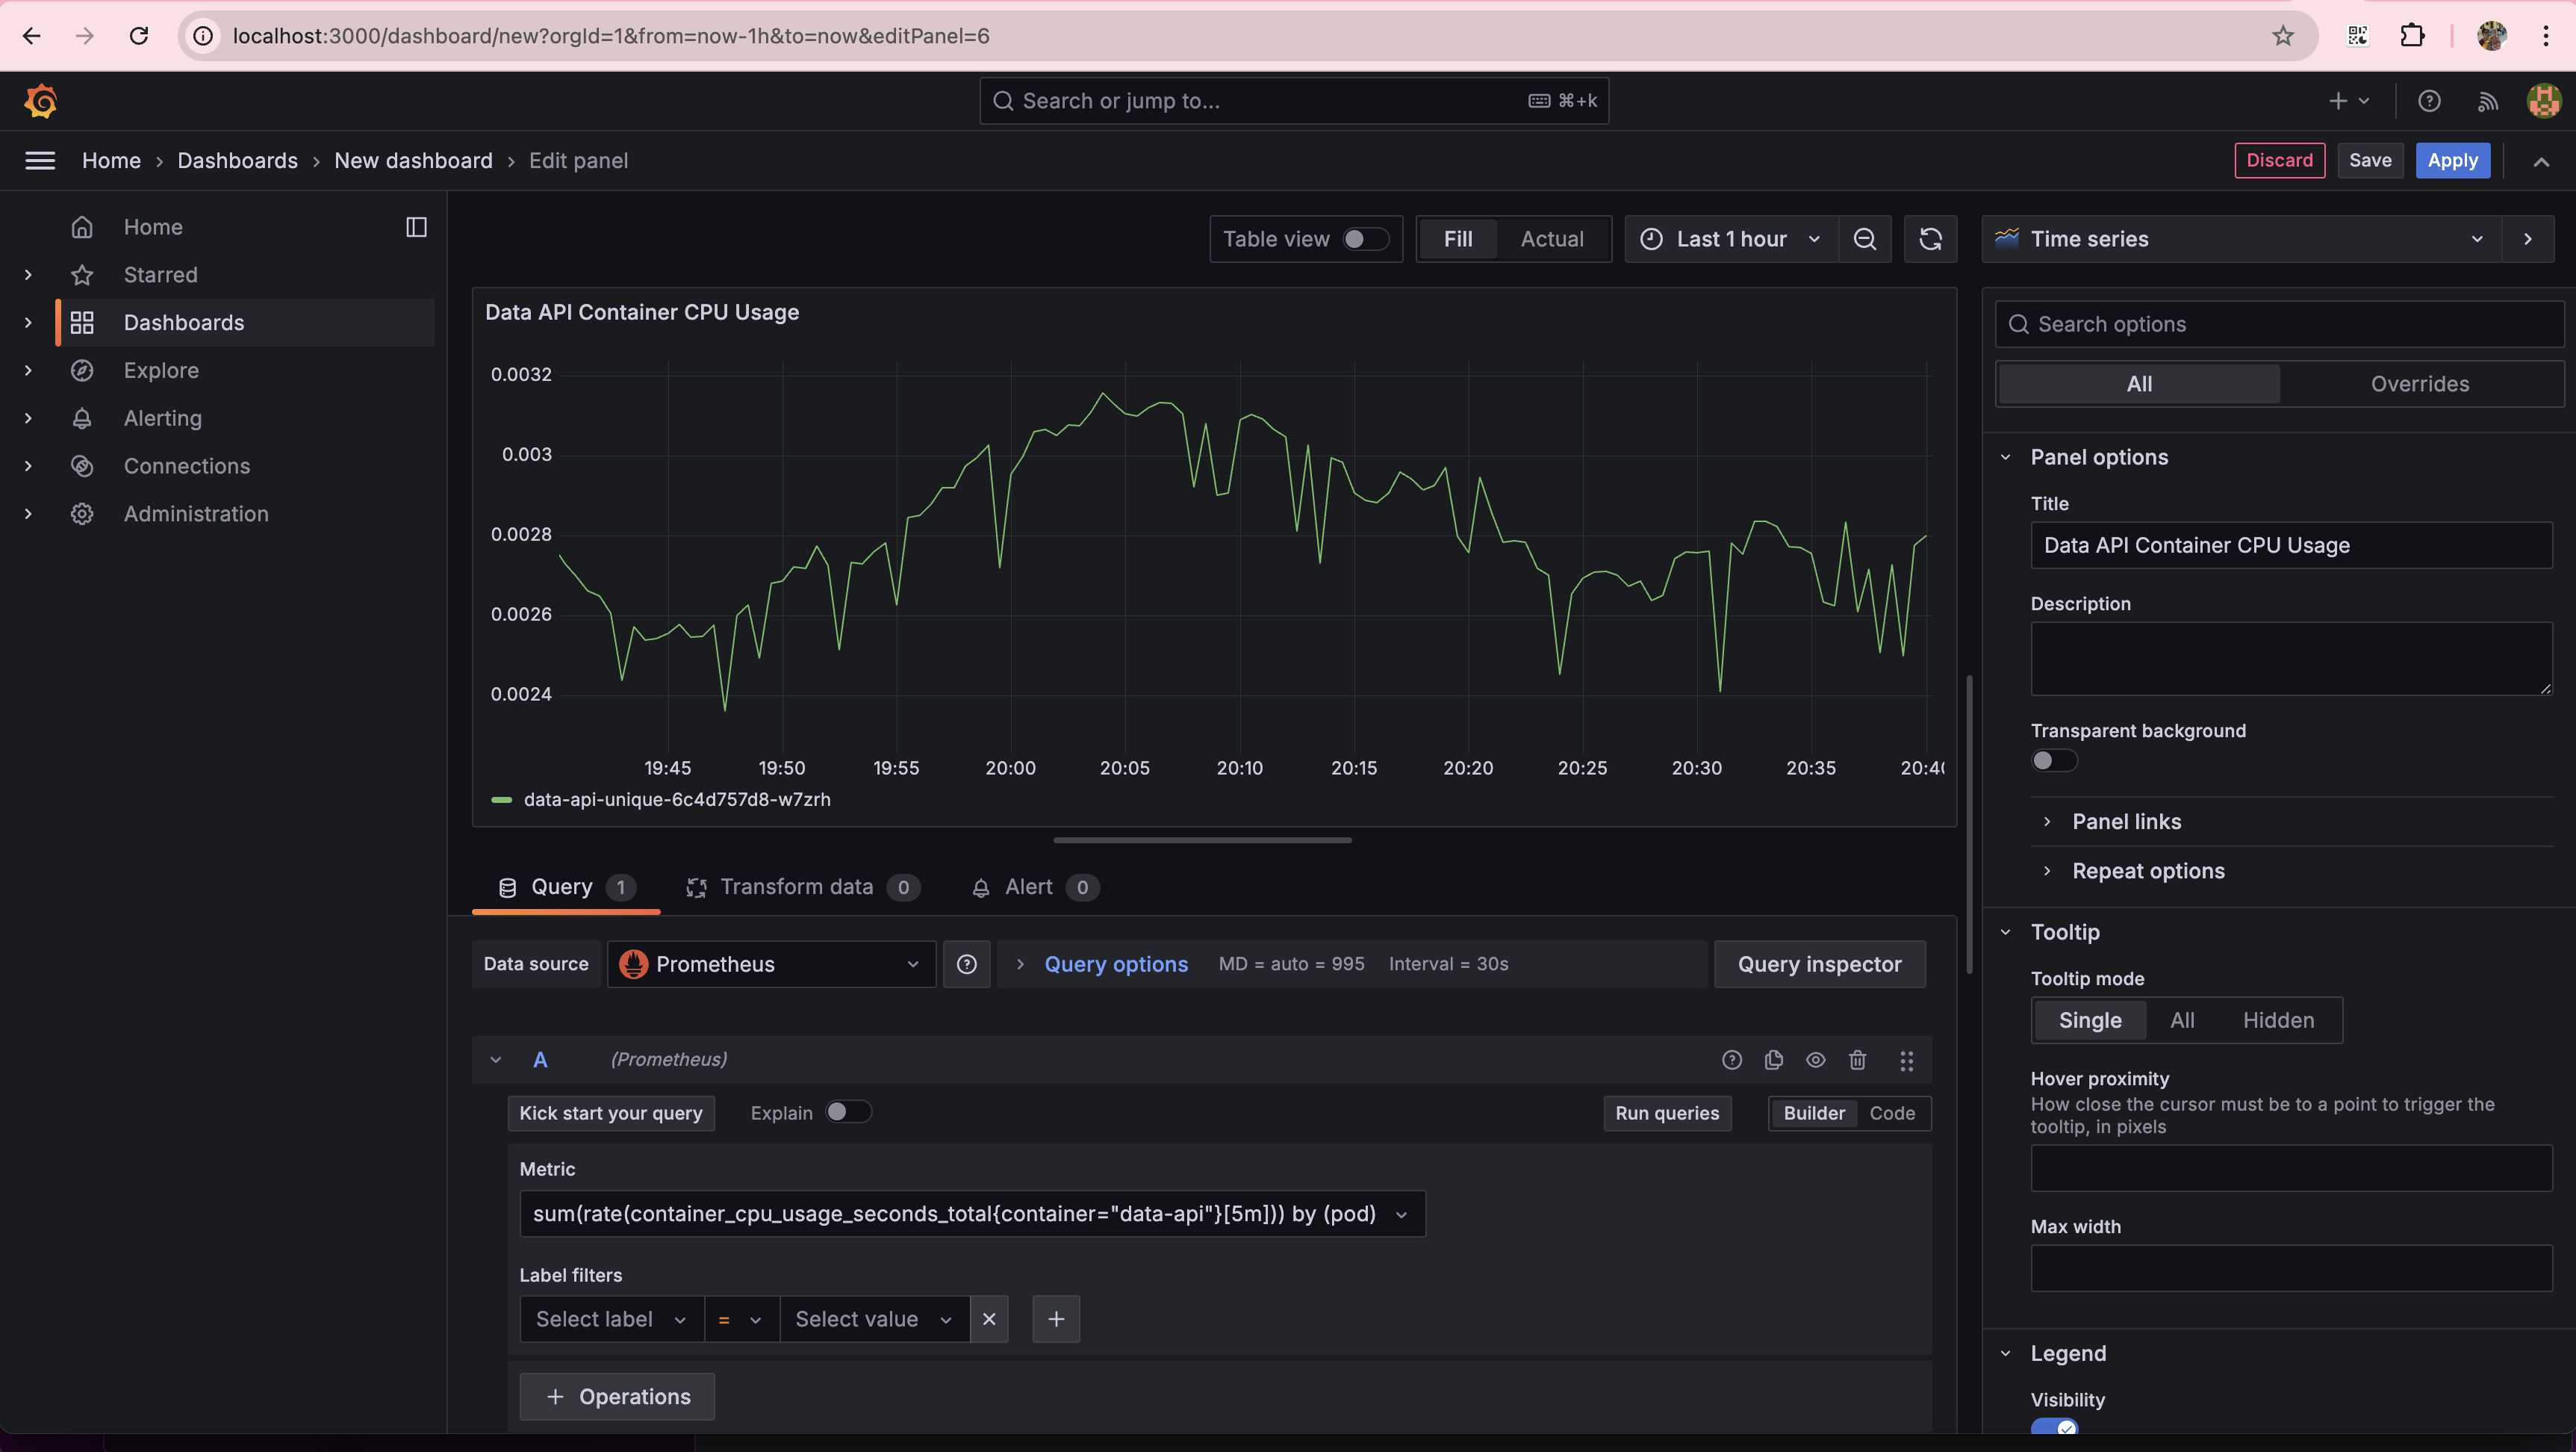 localhost:3000/dashboard/new?orgId=1&from=now-1h&to=now&editPanel=6
Search or jump to...
⌘+k
Home › Dashboards › New dashboard › Edit panel
Discard
Save
Apply
Home
Starred
Dashboards
Explore
Alerting
Connections
Administration
Table view
Fill
Actual
Last 1 hour
Time series
Data API Container CPU Usage
0.0032
0.003
0.0028
0.0026
0.0024
19:45 19:50 19:55 20:00 20:05 20:10 20:15 20:20 20:25 20:30 20:35
data-api-unique-6c4d757d8-w7zrh
Query 1
Transform data 0
Alert 0
Data source
Prometheus
Query options
MD = auto = 995
Interval = 30s
Query inspector
A
(Prometheus)
Kick start your query
Explain
Run queries
Builder
Code
Metric
sum(rate(container_cpu_usage_seconds_total{container="data-api"}[5m])) by (pod)
Label filters
Select label
=
Select value
+ Operations
Search options
All
Overrides
Panel options
Title
Data API Container CPU Usage
Description
Transparent background
Panel links
Repeat options
Tooltip
Tooltip mode
Single
All
Hidden
Hover proximity
How close the cursor must be to a point to trigger the
tooltip, in pixels
Max width
Legend
Visibility